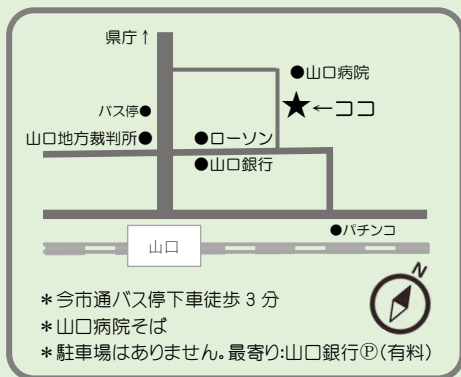 県庁↑
●山口病院
★←ココ
バス停●
山口地方裁判所●
●ローソン
●山口銀行
●パチンコ
山口
N
＊今市通バス停下車徒歩3分
＊山口病院そば
＊駐車場はありません。最寄り:山口銀行Ⓟ(有料)